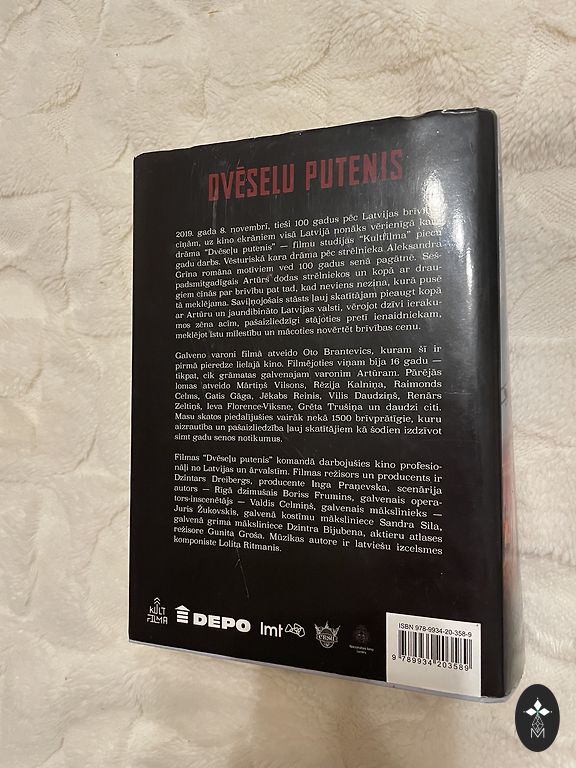 DVĒSEĻU PUTENIS
2019. gada 8. novembrī, tieši 100 gadus pēc Latvijas brīvības
cīņām, uz kino ekrāniem visā Latvijā nonāks vērienīgā kara
drāma "Dvēseļu putenis" — filmu studijas "Kultfilma" piecu
gadu darbs. Vēsturiskā kara drāma pēc strēlnieka Aleksandra
Grīna romāna motīviem ved 100 gadus senā pagātnē. Seš-
padsmitgadīgais Artūrs dodas strēlniekos un kopā ar drau-
giem cīnās par brīvību pat tad, kad neviens nezina, kurā pusē
tā meklējama. Saviļņojošais stāsts ļauj skatītājam pieaugt kopā
ar Artūru un jaundibināto Latvijas valsti, vērojot dzīvi ieraku-
mos zēna acīm, pašaizliedzīgi stājoties pretī ienaidniekam,
meklējot īstu mīlestību un mācoties novērtēt brīvības cenu.
Galveno varoni filmā atveido Oto Brantevics, kuram šī ir
pirmā pieredze lielajā kino. Filmējoties viņam bija 16 gadu —
tikpat, cik grāmatas galvenajam varonim Artūram. Pārējās
lomas atveido Mārtiņš Vilsons, Rēzija Kalniņa, Raimonds
Celms, Gatis Gāga, Jēkabs Reinis, Vilis Daudziņš, Renārs
Zeltiņš, Ieva Florence-Vīksne, Grēta Trušiņa un daudzi citi.
Masu skatos piedalījušies vairāk nekā 1500 brīvprātīgie, kuru
aizrautība un pašaizliedzība ļauj skatītājiem kā šodien izdzīvot
simt gadu senos notikumus.
Filmas "Dvēseļu putenis" komandā darbojušies kino profesio-
nāļi no Latvijas un ārvalstīm. Filmas režisors un producents ir
Dzintars Dreibergs, producente Inga Praņevska, scenārija
autors — Rīgā dzimušais Boriss Frumins, galvenais opera-
tors-inscenētājs — Valdis Celmiņš, galvenais mākslinieks —
Juris Žukovskis, galvenā kostīmu māksliniece Sandra Sila,
galvenā grima māksliniece Dzintra Bijubena, aktieru atlases
režisore Gunita Groša. Mūzikas autore ir latviešu izcelsmes
komponiste Lolita Ritmanis.
KULT
FILMA
DEPO
lmt
ISBN 978-9934-20-358-9
9 789934 203589
M